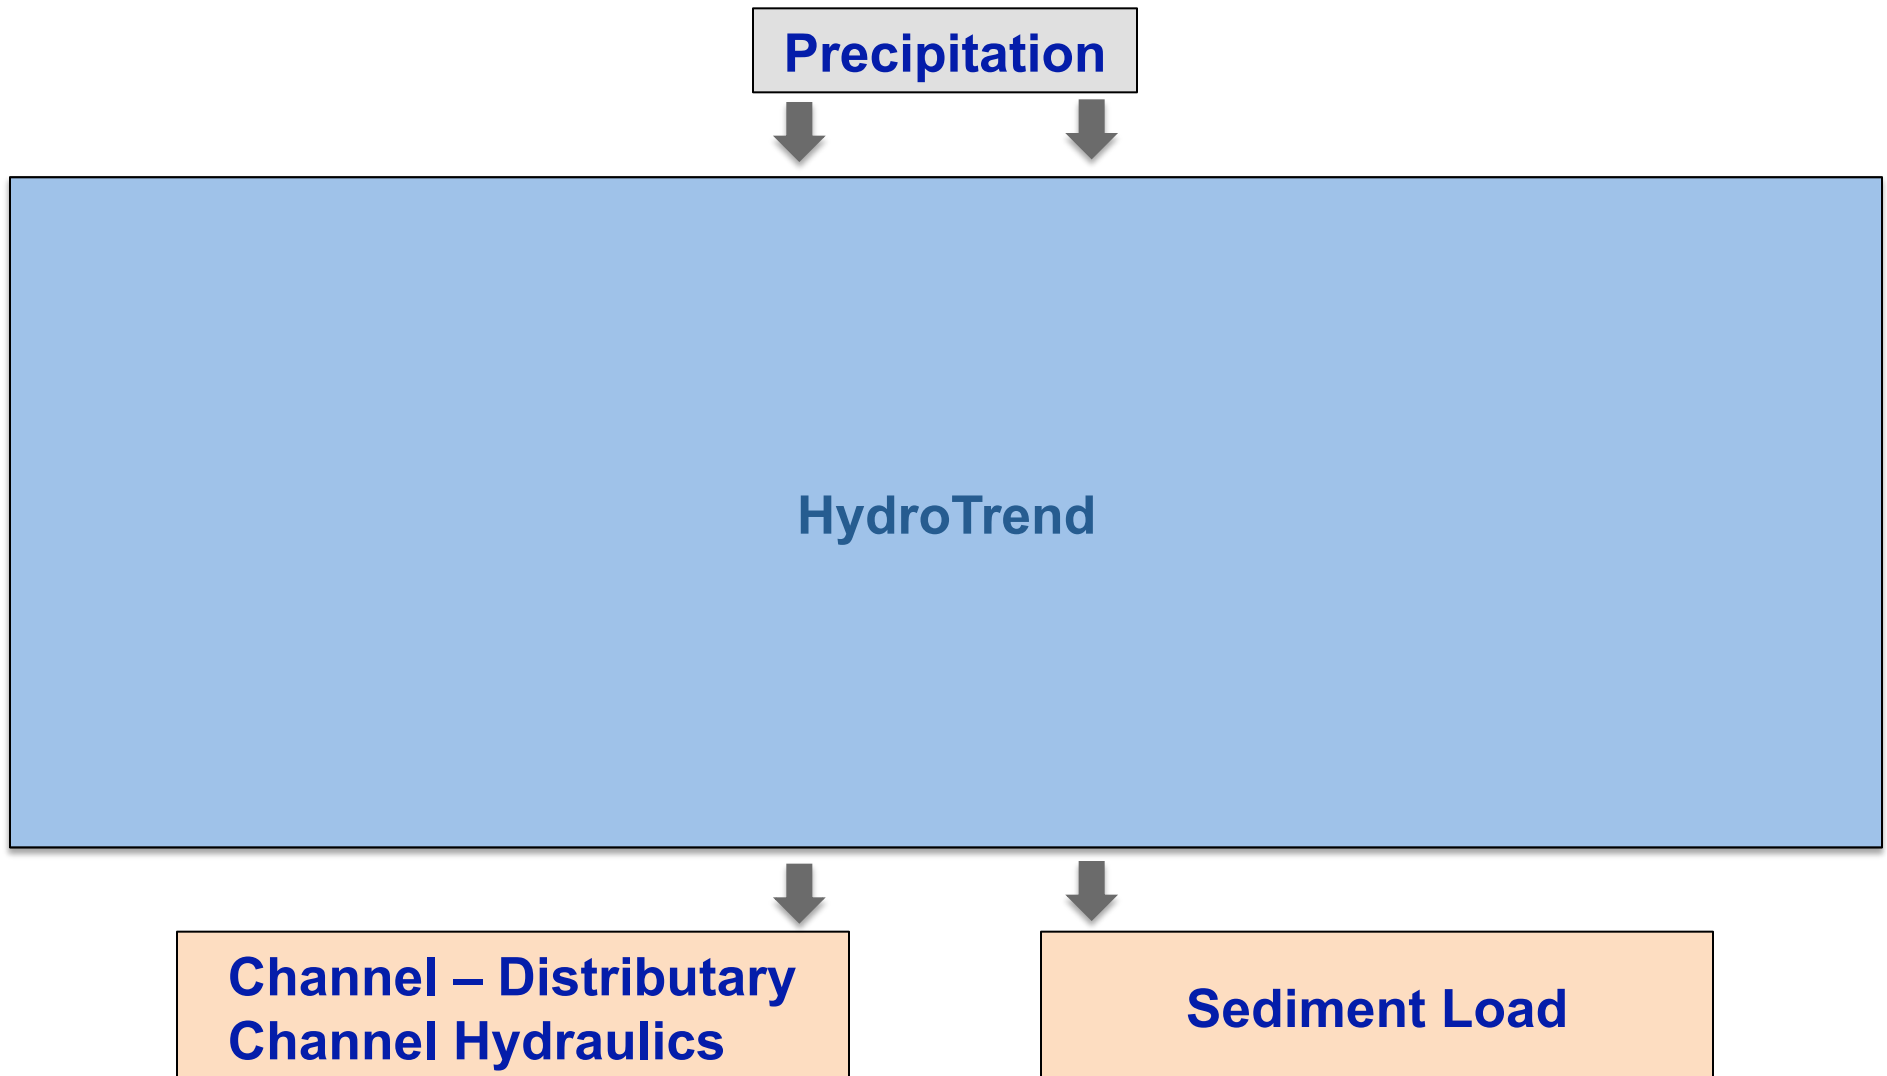 Precipitation
HydroTrend
Channel – Distributary
Channel Hydraulics
Sediment Load